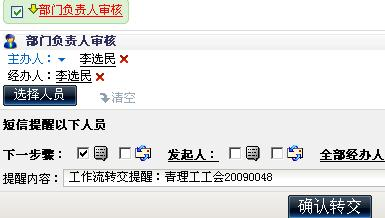 部门负责人审核
部门负责人审核
主办人： 李选民
经办人：李选民
选择人员 清空
短信提醒以下人员
下一步骤： 发起人： 全部经办人
提醒内容： 工作流转交提醒：青理工工会20090048
确认转交